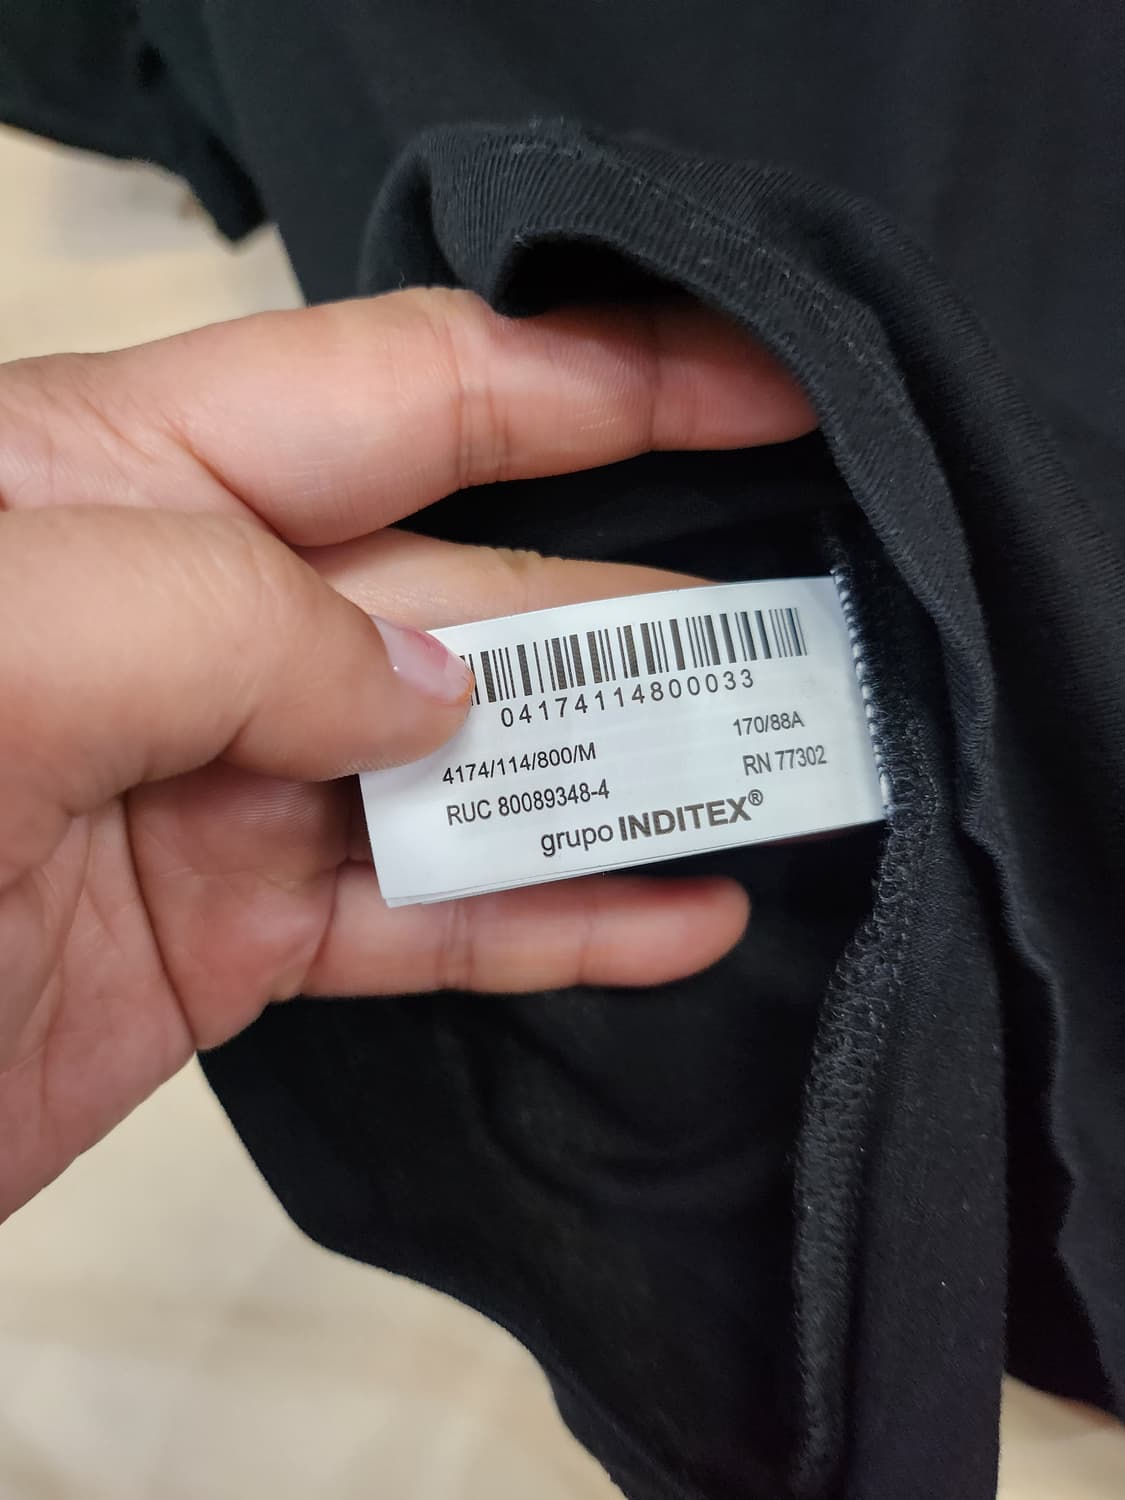 04174114800033
4174/114/800/M 170/88A
RUC 80089348-4 RN 77302
grupo INDITEX®